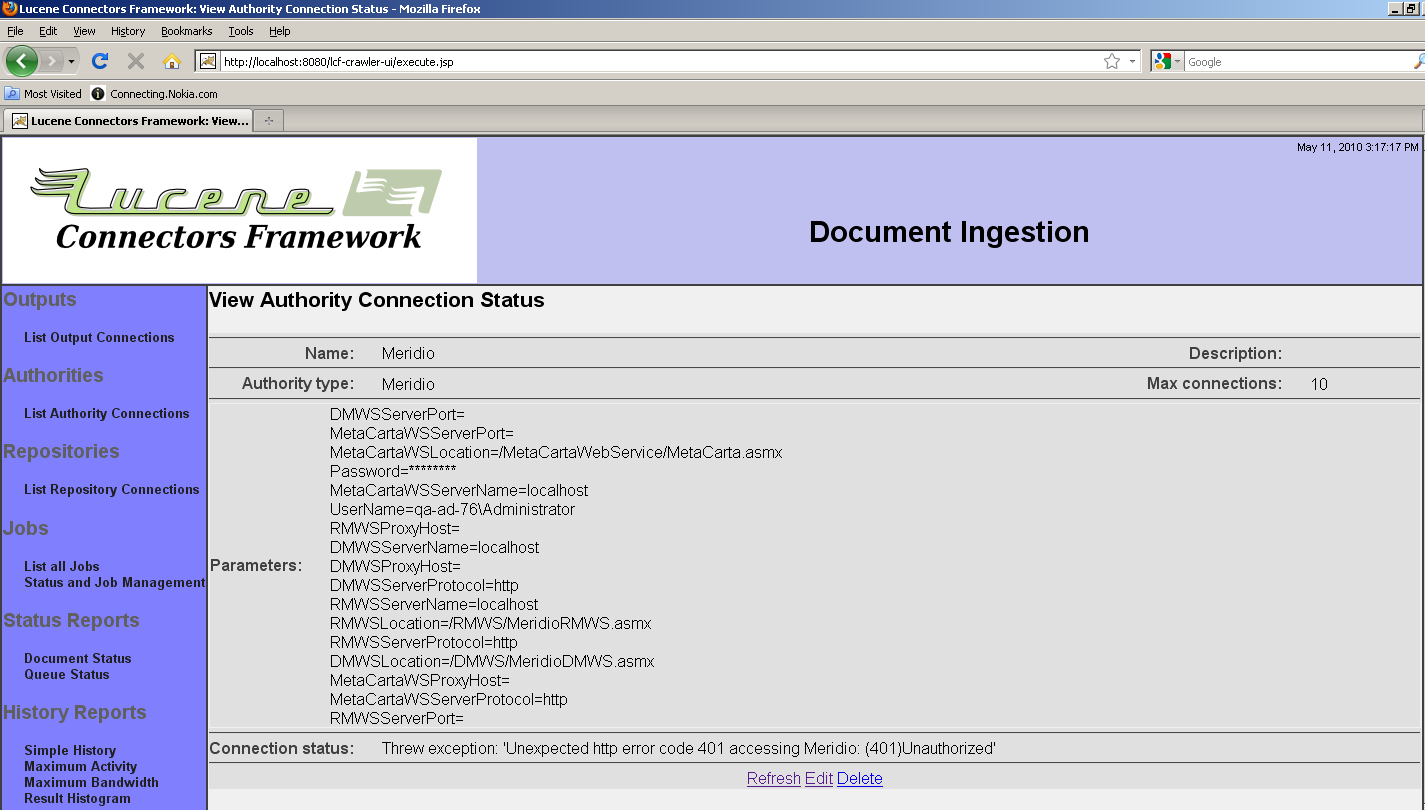 Lucene Connectors Framework: View Authority Connection Status - Mozilla Firefox
File Edit View History Bookmarks Tools Help
http://localhost:8080/lcf-crawler-ui/execute.jsp
Google
Most Visited Connecting.Nokia.com
Lucene Connectors Framework: View...
May 11, 2010 3:17:17 PM
Lucene
Connectors Framework
Document Ingestion
Outputs
List Output Connections
Authorities
List Authority Connections
Repositories
List Repository Connections
Jobs
List all Jobs
Status and Job Management
Status Reports
Document Status
Queue Status
History Reports
Simple History
Maximum Activity
Maximum Bandwidth
Result Histogram
View Authority Connection Status
Name: Meridio Description:
Authority type: Meridio Max connections: 10
Parameters:
DMWSServerPort=
MetaCartaWSServerPort=
MetaCartaWSLocation=/MetaCartaWebService/MetaCarta.asmx
Password=********
MetaCartaWSServerName=localhost
UserName=qa-ad-76\Administrator
RMWSProxyHost=
DMWSServerName=localhost
DMWSProxyHost=
DMWSServerProtocol=http
RMWSServerName=localhost
RMWSLocation=/RMWS/MeridioRMWS.asmx
RMWSServerProtocol=http
DMWSLocation=/DMWS/MeridioDMWS.asmx
MetaCartaWSProxyHost=
MetaCartaWSServerProtocol=http
RMWSServerPort=
Connection status: Threw exception: 'Unexpected http error code 401 accessing Meridio: (401)Unauthorized'
Refresh Edit Delete